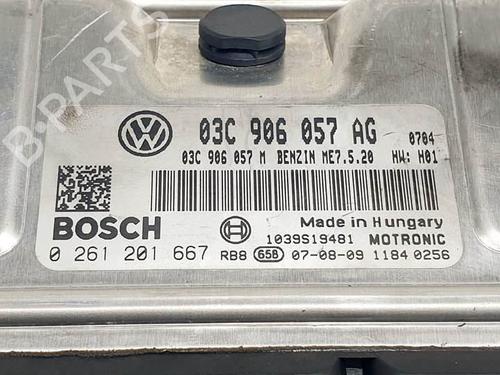 B-PARTS
03C 906 057 AG 0704
03C 906 057 M BENZIN ME7.5.20 HW: H01
BOSCH
Made in Hungary
1039S19481 MOTRONIC
0 261 201 667 RB8 658 07-08-09 1184 0256